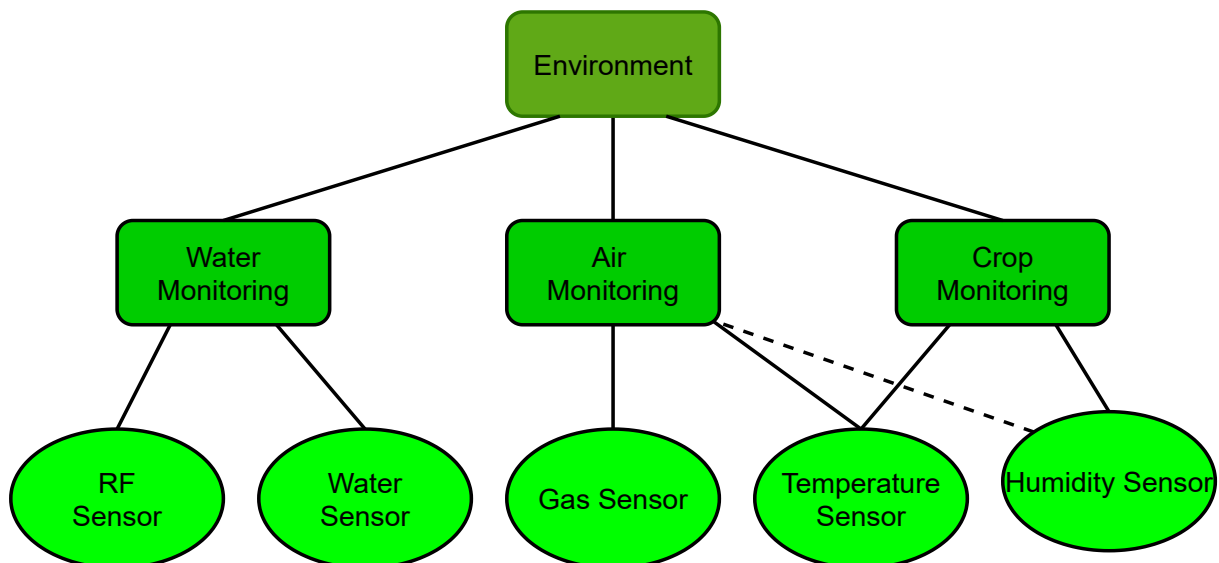 Environment
Water
Monitoring
Air
Monitoring
Crop
Monitoring
RF
Sensor
Water
Sensor
Gas Sensor
Temperature
Sensor
Humidity Sensor